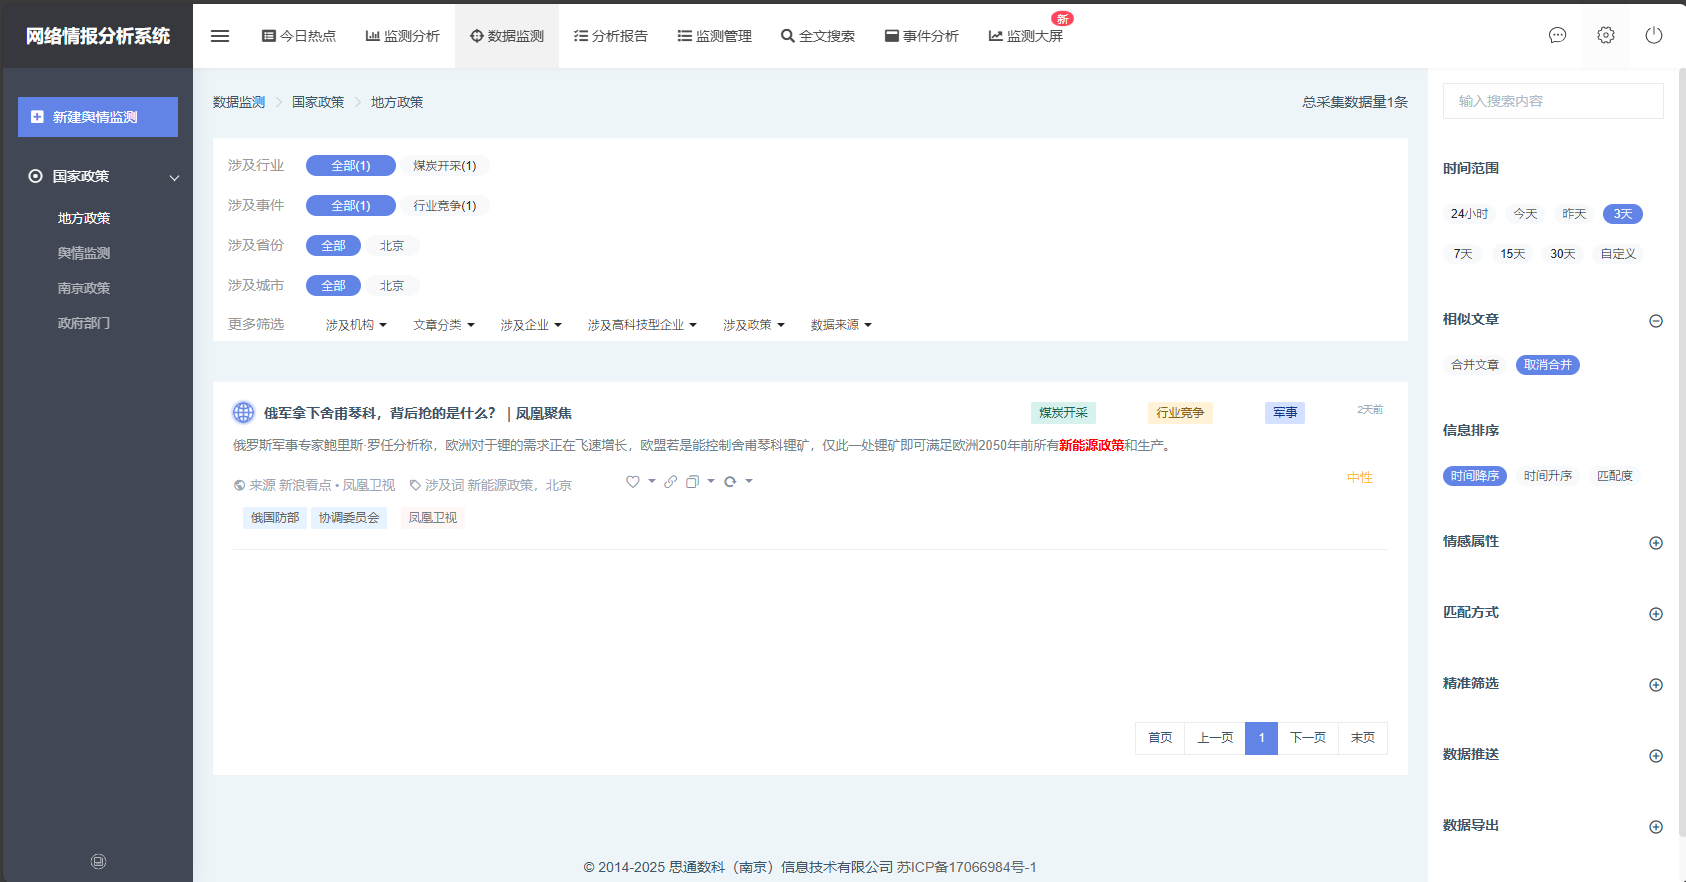 网络情报分析系统
今日热点 监测分析 数据监测 分析报告 监测管理 全文搜索 事件分析 监测大屏 新
新建舆情监测
国家政策
地方政策
舆情监测
南京政策
政府部门
数据监测 > 国家政策 > 地方政策
总采集数据量1条
涉及行业 全部(1) 煤炭开采(1)
涉及事件 全部(1) 行业竞争(1)
涉及省份 全部 北京
涉及城市 全部 北京
更多筛选 涉及机构 文章分类 涉及企业 涉及高科技型企业 涉及政策 数据来源
俄军拿下舍甫琴科，背后抢的是什么？｜凤凰聚焦 煤炭开采 行业竞争 军事 2天前
俄罗斯军事专家鲍里斯·罗任分析称，欧洲对于锂的需求正在飞速增长，欧盟若是能控制舍甫琴科锂矿，仅此一处锂矿即可满足欧洲2050年前所有新能源政策和生产。
来源 新浪看点 • 凤凰卫视 涉及词 新能源政策，北京 中性
俄国防部 协调委员会 凤凰卫视
首页 上一页 1 下一页 末页
© 2014-2025 思通数科（南京）信息技术有限公司 苏ICP备17066984号-1
输入搜索内容
时间范围
24小时 今天 昨天 3天
7天 15天 30天 自定义
相似文章
合并文章 取消合并
信息排序
时间降序 时间升序 匹配度
情感属性
匹配方式
精准筛选
数据推送
数据导出